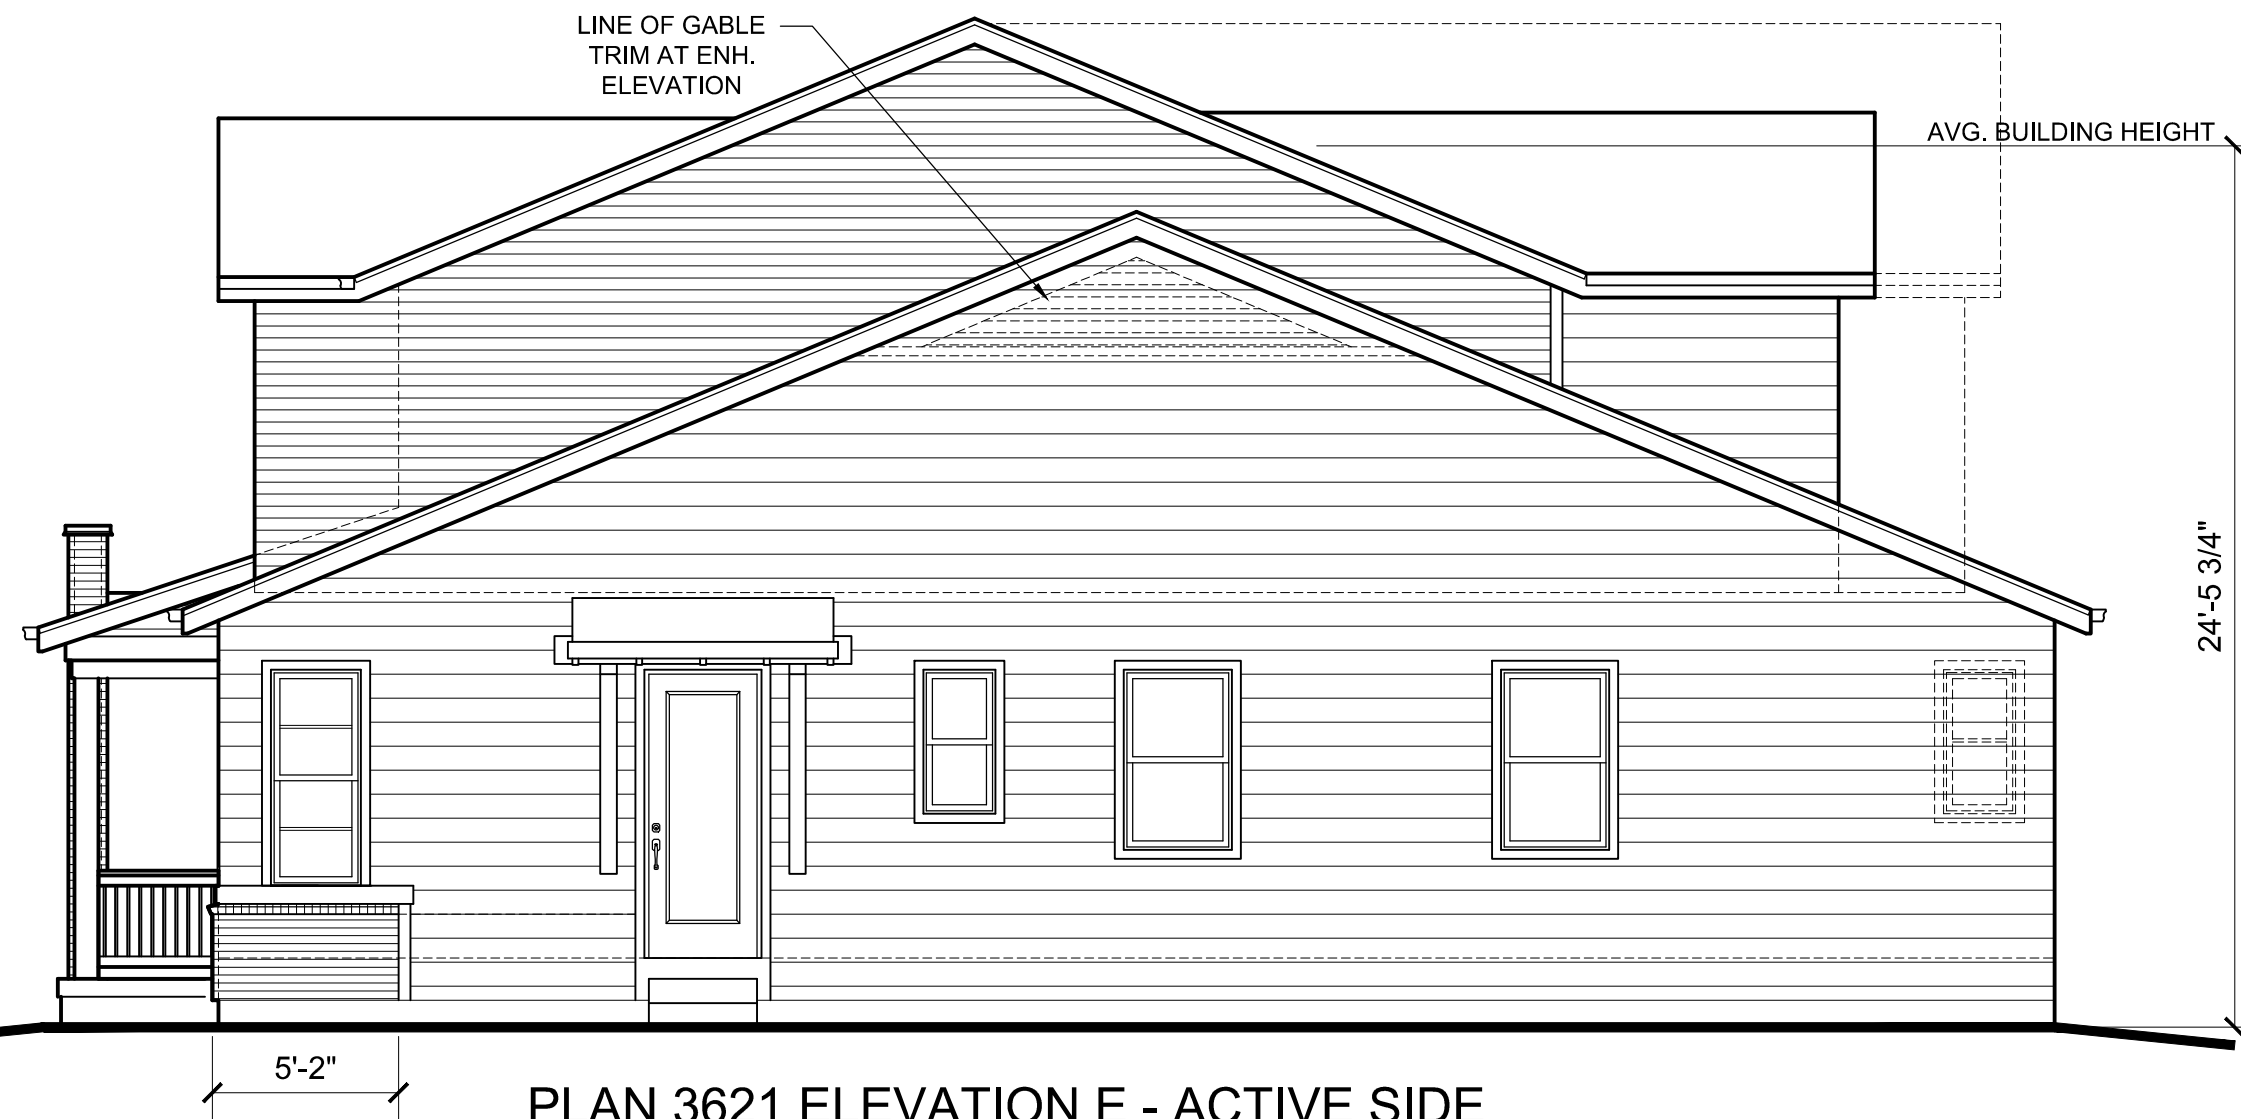 LINE OF GABLE
TRIM AT ENH.
ELEVATION
AVG. BUILDING HEIGHT
24'-5 3/4"
5'-2"
PLAN 3621 ELEVATION E - ACTIVE SIDE